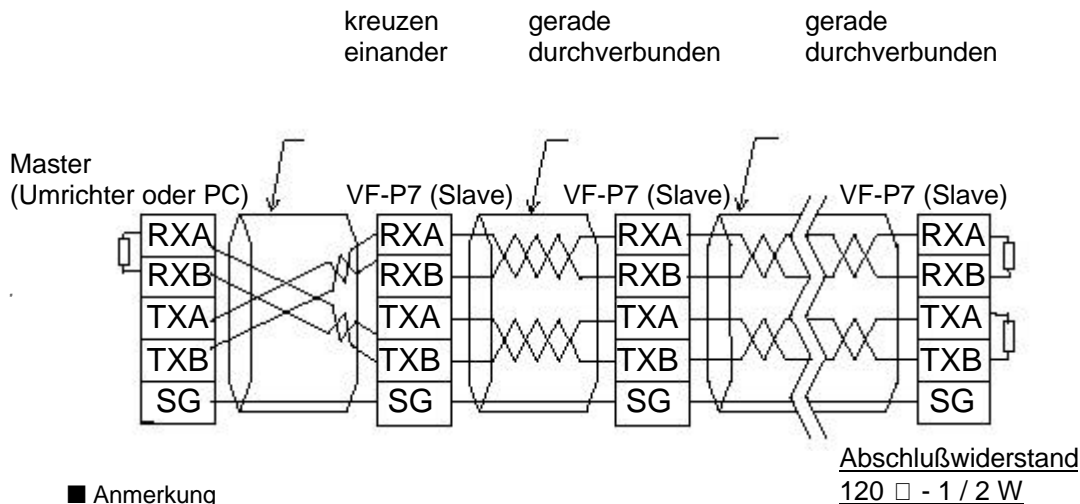 kreuzen
einander
gerade
durchverbunden
gerade
durchverbunden
Master
(Umrichter oder PC)
VF-P7 (Slave)
VF-P7 (Slave)
VF-P7 (Slave)
RXA
RXB
TXA
TXB
SG
RXA
RXB
TXA
TXB
SG
RXA
RXB
TXA
TXB
SG
RXA
RXB
TXA
TXB
SG
Abschlußwiderstand
120 □ - 1 / 2 W
■ Anmerkung